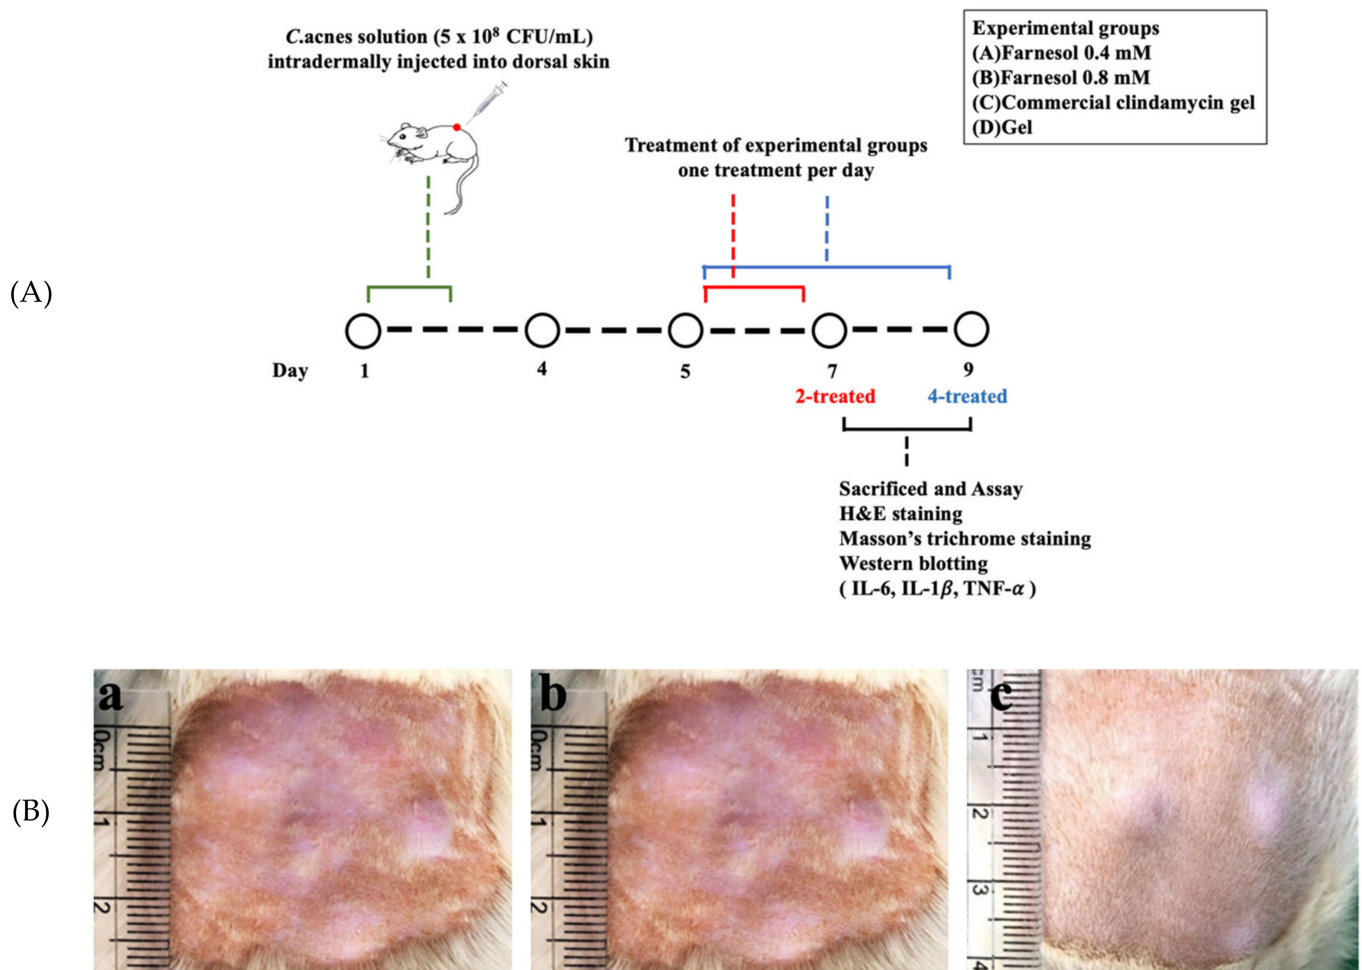 C.acnes solution (5 x 10⁸ CFU/mL)
intradermally injected into dorsal skin
Experimental groups
(A)Farnesol 0.4 mM
(B)Farnesol 0.8 mM
(C)Commercial clindamycin gel
(D)Gel
Treatment of experimental groups
one treatment per day
(A)
Day 1 4 5 7 9
2-treated 4-treated
Sacrificed and Assay
H&E staining
Masson’s trichrome staining
Western blotting
( IL-6, IL-1β, TNF-α )
(B)
a
0cm
1
2
b
0cm
1
2
c
cm
1
2
3
4